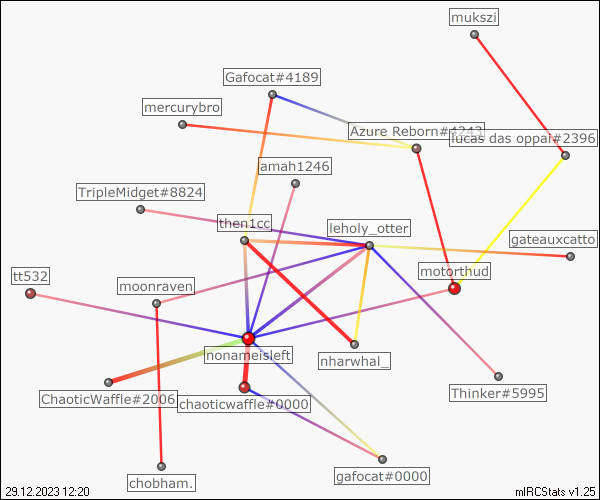 mukszi
Gafocat#4189
mercurybro
Azure Reborn#4243
lucas das oppai#2396
amah1246
TripleMidget#8824
then1cc
leholy_otter
gateauxcatto
tt532
motorthud
moonraven
nonameisleft
nharwhal_
ChaoticWaffle#2006
chaoticwaffle#0000
Thinker#5995
chobham.
gafocat#0000
29.12.2023 12:20
mIRCStats v1.25